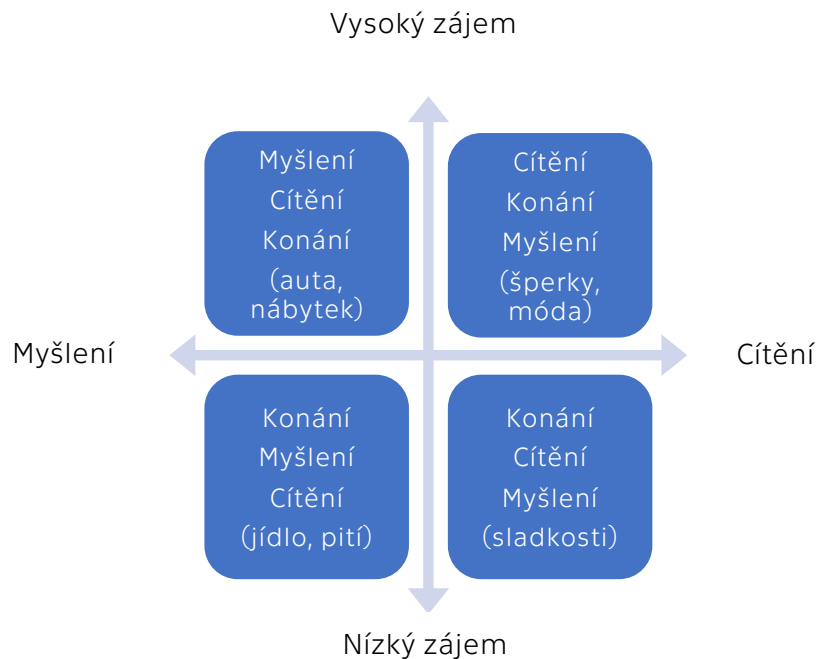 Vysoký zájem
Myšlení
Cítění
Konání
(auta,
nábytek)
Cítění
Konání
Myšlení
(šperky,
móda)
Myšlení
Cítění
Konání
Myšlení
Cítění
(jídlo, pití)
Konání
Cítění
Myšlení
(sladkosti)
Nízký zájem